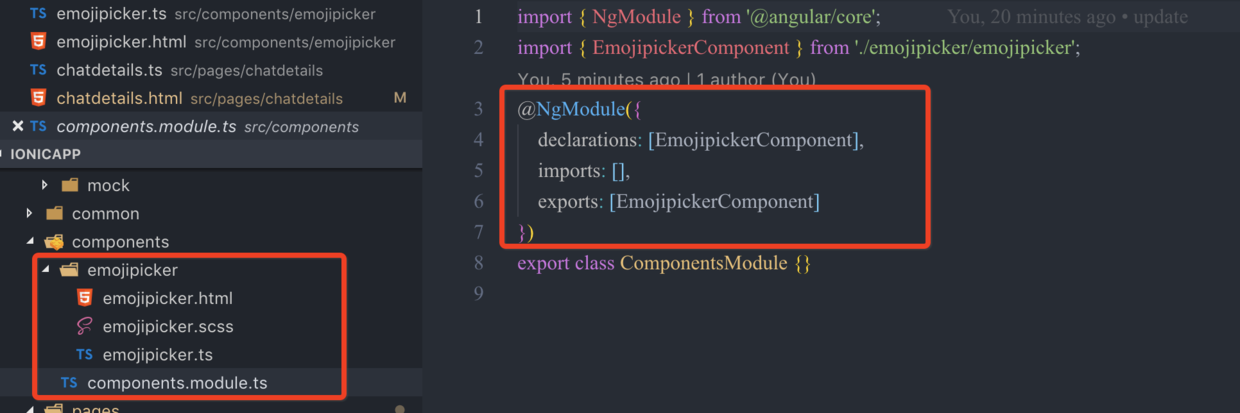 TS emojipicker.ts src/components/emojipicker
5 emojipicker.html src/components/emojipicker
TS chatdetails.ts src/pages/chatdetails
5 chatdetails.html src/pages/chatdetails M
TS components.module.ts src/components
IONICAPP
mock
common
components
emojipicker
5 emojipicker.html
emojipicker.scss
TS emojipicker.ts
TS components.module.ts
pages
1 import { NgModule } from '@angular/core'; You, 20 minutes ago • update
2 import { EmojipickerComponent } from './emojipicker/emojipicker';
You, 5 minutes ago | 1 author (You)
3 @NgModule({
4 declarations: [EmojipickerComponent],
5 imports: [],
6 exports: [EmojipickerComponent]
7 })
8 export class ComponentsModule {}
9